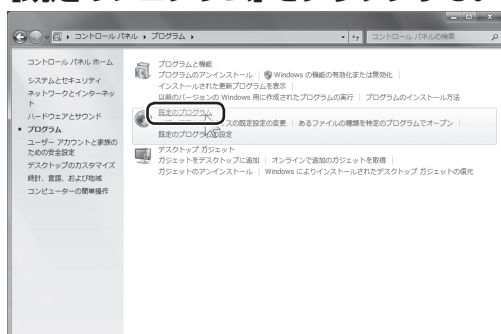 コントロール パネル ▸ プログラム ▸
コントロール パネルの検索
コントロール パネル ホーム
システムとセキュリティ
ネットワークとインターネッ
ト
ハードウェアとサウンド
プログラム
ユーザー アカウントと家族の
ための安全設定
デスクトップのカスタマイズ
時計、言語、および地域
コンピューターの簡単操作
プログラムと機能
プログラムのアンインストール | Windows の機能の有効化または無効化 |
インストールされた更新プログラムを表示 |
以前のバージョンの Windows 用に作成されたプログラムの実行 | プログラムのインストール方法
既定のプログラム
スの既定設定の変更 | あるファイルの種類を特定のプログラムでオープン |
既定のプログラムの設定
デスクトップ ガジェット
ガジェットをデスクトップに追加 | オンラインで追加のガジェットを取得 |
ガジェットのアンインストール | Windows によりインストールされたデスクトップ ガジェットの復元